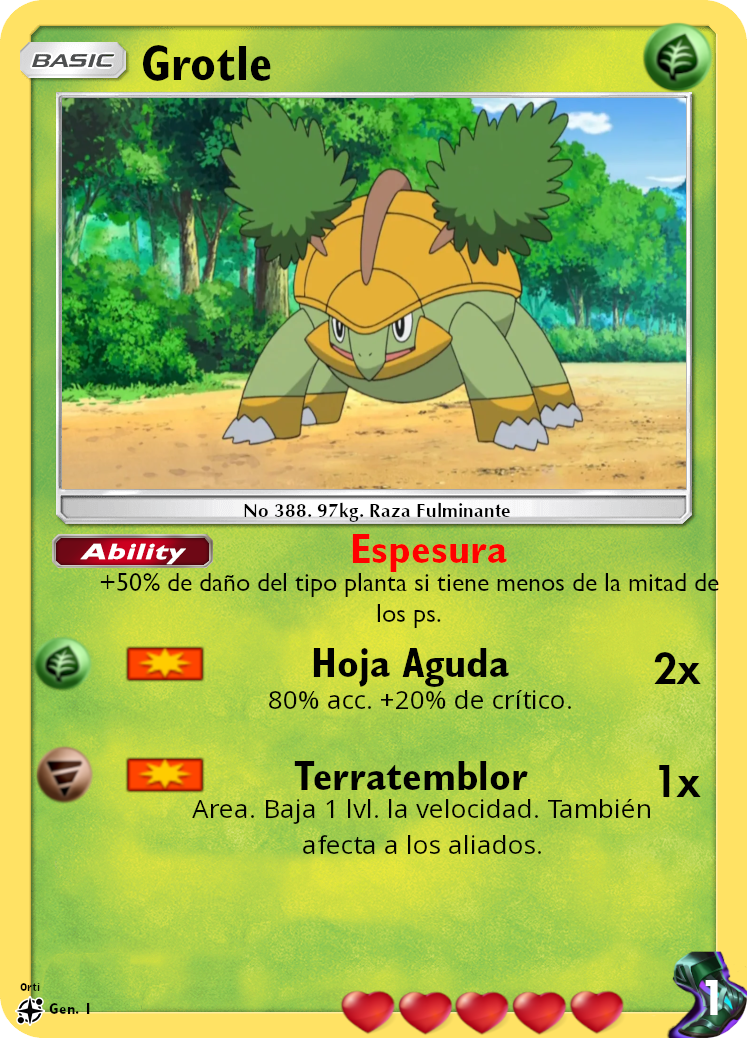 BASIC
Grotle
No 388. 97kg. Raza Fulminante
Ability
Espesura
+50% de daño del tipo planta si tiene menos de la mitad de
los ps.
Hoja Aguda
2x
80% acc. +20% de crítico.
Terratemblor
1x
Area. Baja 1 lvl. la velocidad. También
afecta a los aliados.
Orti
Gen. I
1